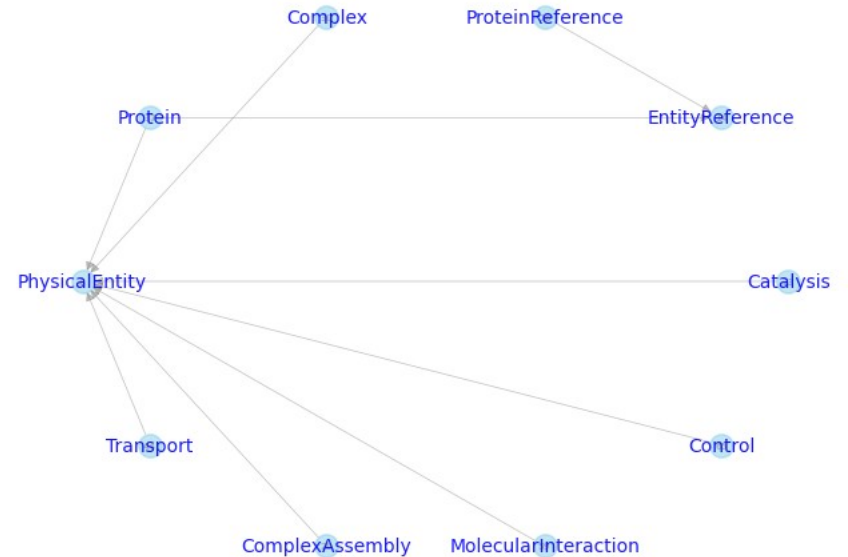 Complex
ProteinReference
Protein
EntityReference
PhysicalEntity
Catalysis
Transport
Control
ComplexAssembly
MolecularInteraction